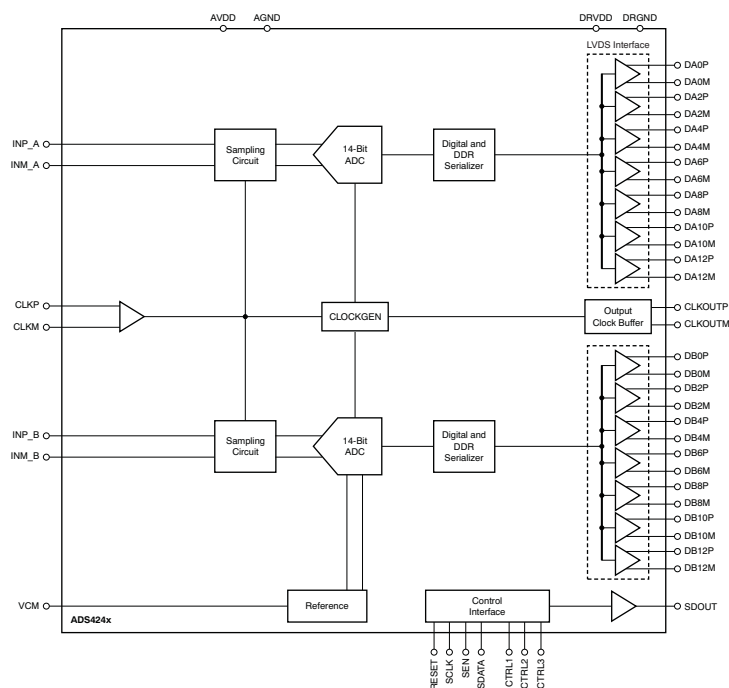 AVDD AGND DRVDD DRGND
LVDS Interface
DA0P
DA0M
DA2P
DA2M
DA4P
INP_A
Sampling
Circuit
14-Bit
ADC
Digital and
DDR
Serializer
DA4M
DA6P
INM_A
DA6M
DA8P
DA8M
DA10P
DA10M
DA12P
DA12M
CLKP
CLKM
CLOCKGEN
Output
Clock Buffer
CLKOUTP
CLKOUTM
DB0P
DB0M
DB2P
DB2M
DB4P
INP_B
Sampling
Circuit
14-Bit
ADC
Digital and
DDR
Serializer
DB4M
DB6P
INM_B
DB6M
DB8P
DB8M
DB10P
DB10M
DB12P
DB12M
VCM
Reference
Control
Interface
SDOUT
ADS424x
RESET
SCLK
SEN
SDATA
CTRL1
CTRL2
CTRL3